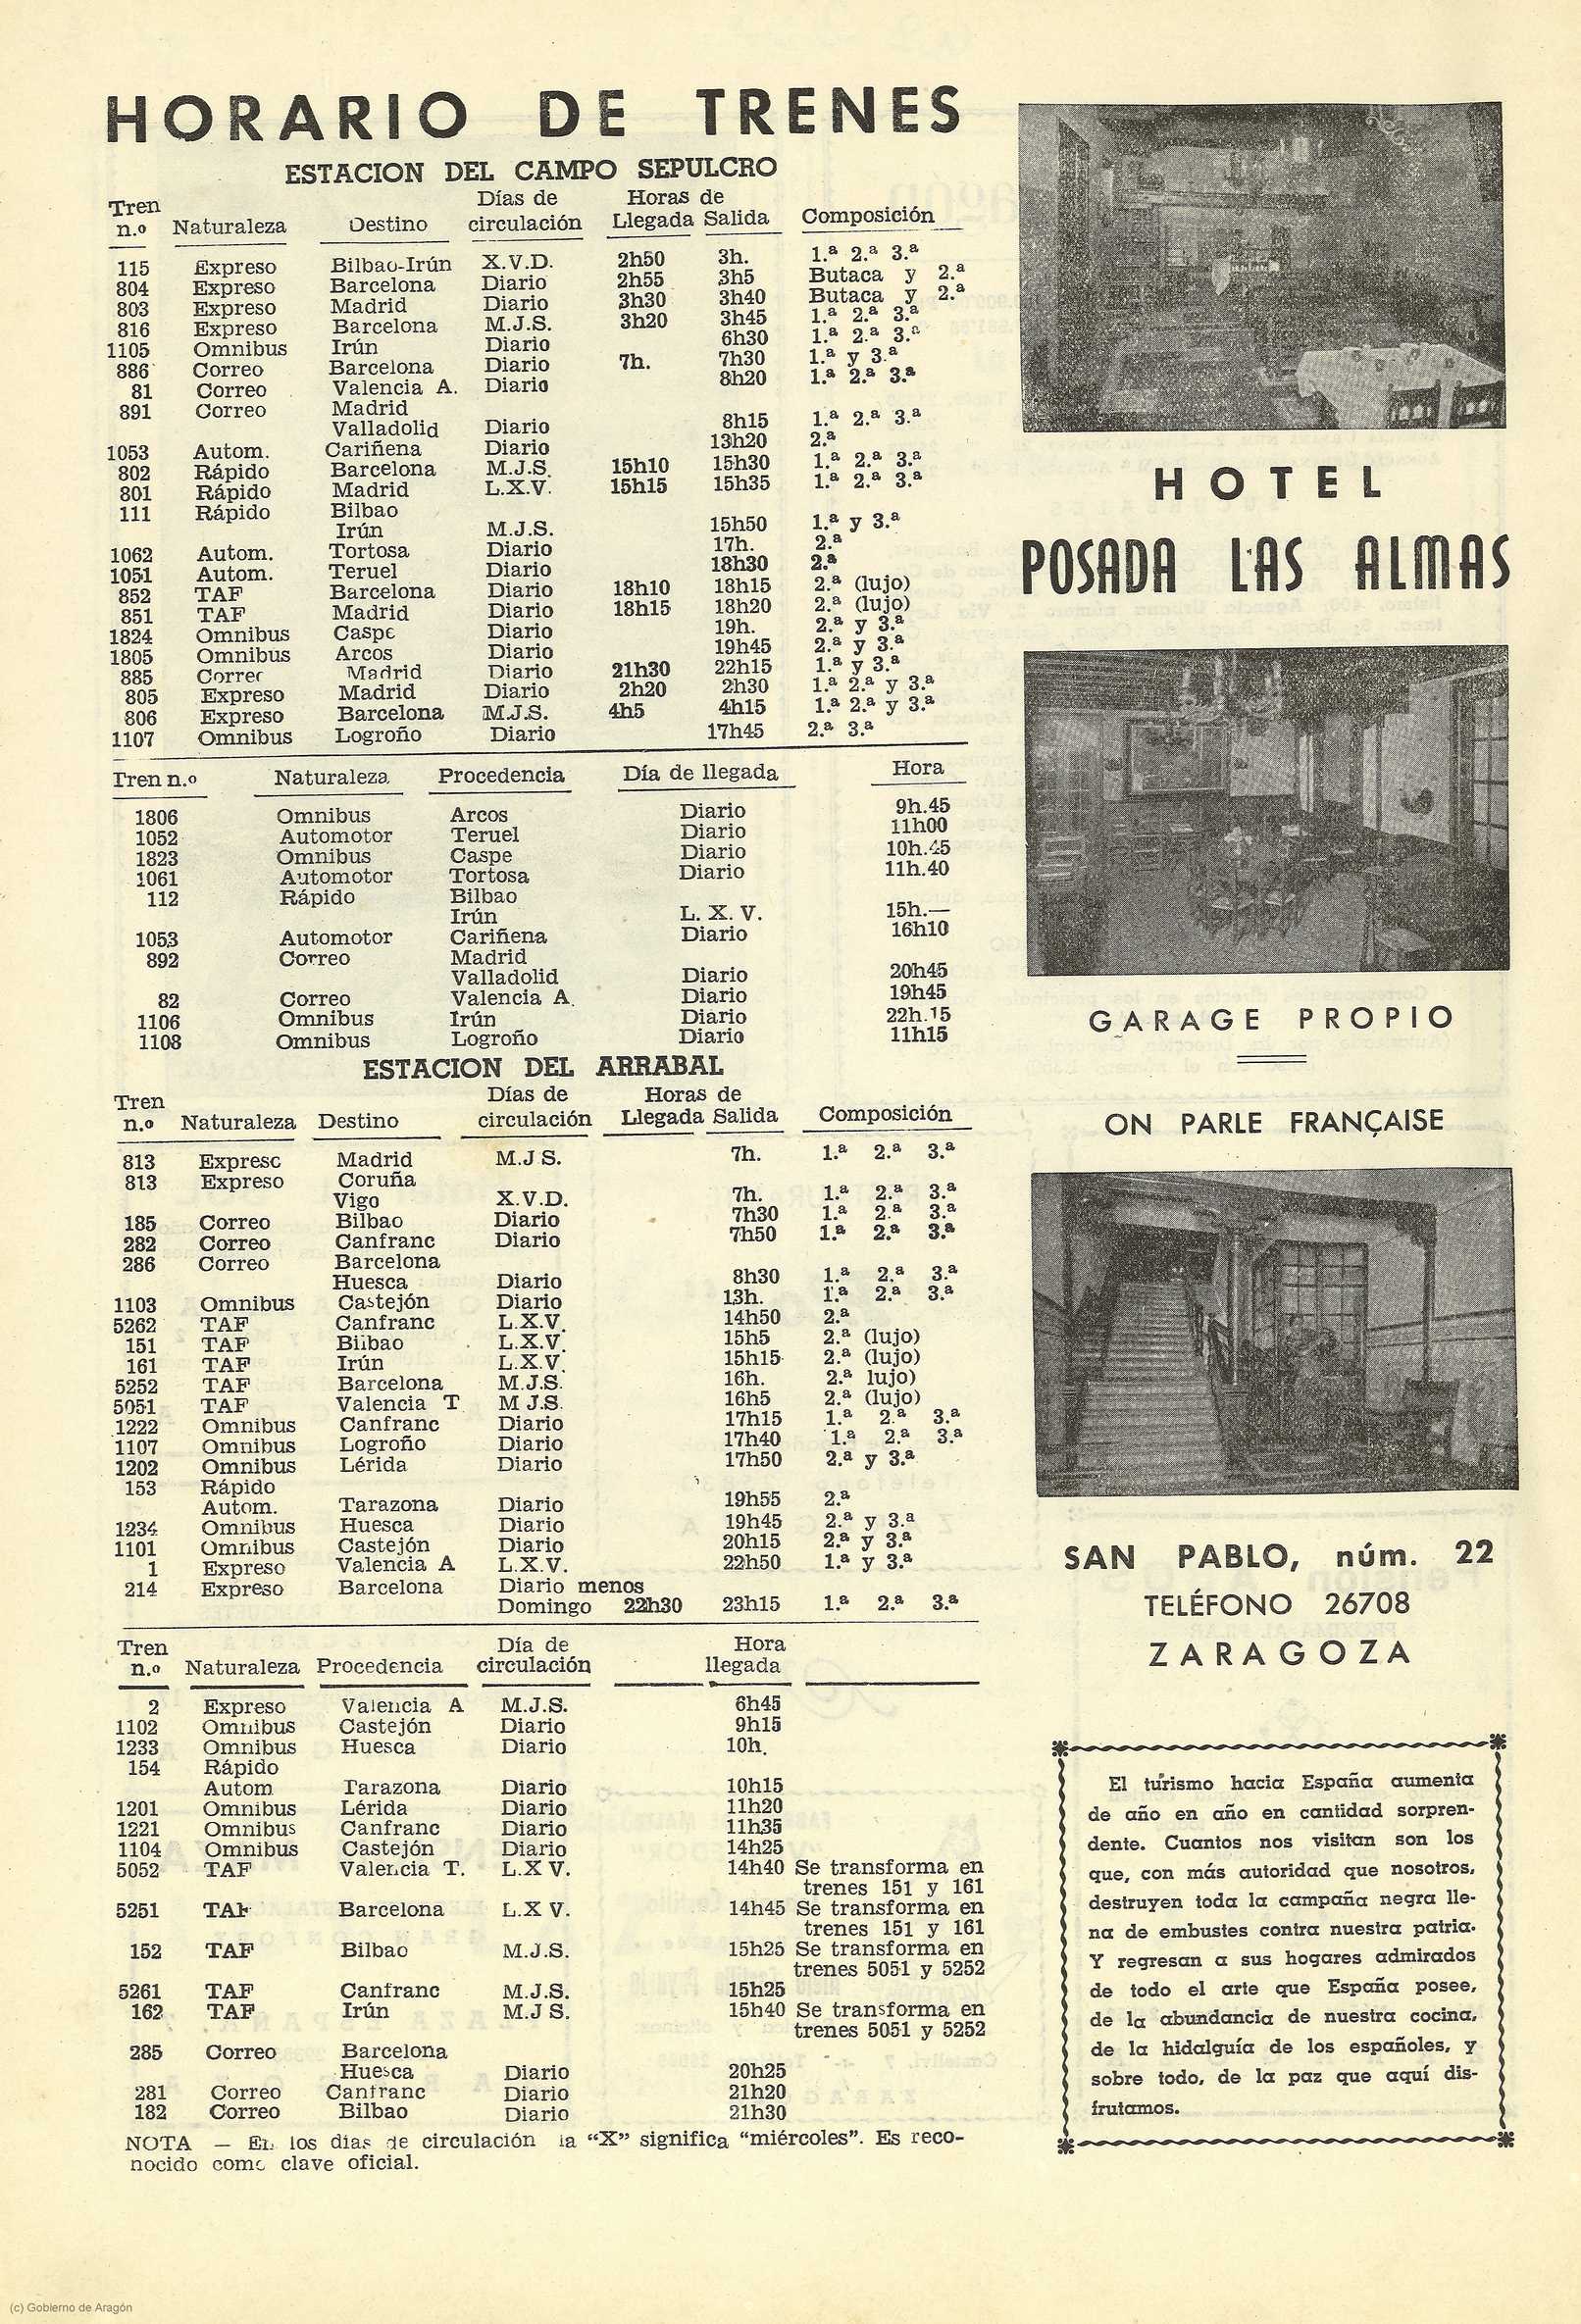 HORARIO DE TRENES
ESTACION DEL CAMPO SEPULCRO
Tren n.º Naturaleza Destino Días de circulación Horas de Llegada Salida Composición
115 Expreso Bilbao-Irún X.V.D. 2h50 3h. 1.ª 2.ª 3.ª
804 Expreso Barcelona Diario 2h55 3h5 Butaca y 2.ª
803 Expreso Madrid Diario 3h30 3h40 Butaca y 2.ª
816 Expreso Barcelona M.J.S. 3h20 3h45 1.ª 2.ª 3.ª
1105 Omnibus Irún Diario 6h30 1.ª 2.ª 3.ª
886 Correo Barcelona Diario 7h. 7h30 1.ª y 3.ª
81 Correo Valencia A. Diario 8h20 1.ª 2.ª 3.ª
891 Correo Madrid
Valladolid Diario 8h15 1.ª 2.ª 3.ª
1053 Autom. Cariñena Diario 13h20 2.ª
802 Rápido Barcelona M.J.S. 15h10 15h30 1.ª 2.ª 3.ª
801 Rápido Madrid L.X.V. 15h15 15h35 1.ª 2.ª 3.ª
111 Rápido Bilbao
Irún M.J.S. 15h50 1.ª y 3.ª
1062 Autom. Tortosa Diario 17h. 2.ª
1051 Autom. Teruel Diario 18h30 2.ª
852 TAF Barcelona Diario 18h10 18h15 2.ª (lujo)
851 TAF Madrid Diario 18h15 18h20 2.ª (lujo)
1824 Omnibus Caspe Diario 19h. 2.ª y 3.ª
1805 Omnibus Arcos Diario 19h45 2.ª y 3.ª
885 Correr Madrid Diario 21h30 22h15 1.ª y 3.ª
805 Expreso Madrid Diario 2h20 2h30 1.ª 2.ª y 3.ª
806 Expreso Barcelona M.J.S. 4h5 4h15 1.ª 2.ª y 3.ª
1107 Omnibus Logroño Diario 17h45 2.ª 3.ª
Tren n.º Naturaleza Procedencia Día de llegada Hora
1806 Omnibus Arcos Diario 9h.45
1052 Automotor Teruel Diario 11h00
1823 Omnibus Caspe Diario 10h.45
1061 Automotor Tortosa Diario 11h.40
112 Rápido Bilbao
Irún L. X. V. 15h.—
1053 Automotor Cariñena Diario 16h10
892 Correo Madrid
Valladolid Diario 20h45
82 Correo Valencia A. Diario 19h45
1106 Omnibus Irún Diario 22h.15
1108 Omnibus Logroño Diario 11h15
ESTACION DEL ARRABAL
Tren n.º Naturaleza Destino Días de circulación Horas de Llegada Salida Composición
813 Expresc Madrid M.J S. 7h. 1.ª 2.ª 3.ª
813 Expreso Coruña
Vigo X.V.D. 7h. 1.ª 2.ª 3.ª
185 Correo Bilbao Diario 7h30 1.ª 2.ª 3.ª
282 Correo Canfranc Diario 7h50 1.ª 2.ª 3.ª
286 Correo Barcelona
Huesca Diario 8h30 1.ª 2.ª 3.ª
1103 Omnibus Castejón Diario 13h. 1.ª 2.ª 3.ª
5262 TAF Canfranc L.X.V. 14h50 2.ª
151 TAF Bilbao L.X.V. 15h5 2.ª (lujo)
161 TAF Irún L.X.V. 15h15 2.ª (lujo)
5252 TAF Barcelona M.J.S. 16h. 2.ª lujo)
5051 TAF Valencia T M J.S. 16h5 2.ª (lujo)
1222 Omnibus Canfranc Diario 17h15 1.ª 2.ª 3.ª
1107 Omnibus Logroño Diario 17h40 1.ª 2.ª 3.ª
1202 Omnibus Lérida Diario 17h50 2.ª y 3.ª
153 Rápido
Autom. Tarazona Diario 19h55 2.ª
1234 Omnibus Huesca Diario 19h45 2.ª y 3.ª
1101 Omnibus Castejón Diario 20h15 2.ª y 3.ª
1 Expreso Valencia A L.X.V. 22h50 1.ª y 3.ª
214 Expreso Barcelona Diario menos
Domingo 22h30 23h15 1.ª 2.ª 3.ª
Tren n.º Naturaleza Procedencia Día de circulación Hora llegada
2 Expreso Valencia A M.J.S. 6h45
1102 Omnibus Castejón Diario 9h15
1233 Omnibus Huesca Diario 10h.
154 Rápido
Autom Tarazona Diario 10h15
1201 Omnibus Lérida Diario 11h20
1221 Omnibus Canfranc Diario 11h35
1104 Omnibus Castejón Diario 14h25
5052 TAF Valencia T. L.X V. 14h40 Se transforma en
trenes 151 y 161
5251 TAF Barcelona L.X V. 14h45 Se transforma en
trenes 151 y 161
152 TAF Bilbao M.J.S. 15h25 Se transforma en
trenes 5051 y 5252
5261 TAF Canfranc M.J.S. 15h25
162 TAF Irún M.J S. 15h40 Se transforma en
trenes 5051 y 5252
285 Correo Barcelona
Huesca Diario 20h25
281 Correo Canfranc Diario 21h20
182 Correo Bilbao Diario 21h30
NOTA — En los dias de circulación la “X” significa “miércoles”. Es reco-
nocido como clave oficial.
HOTEL
POSADA LAS ALMAS
GARAGE PROPIO
ON PARLE FRANÇAISE
SAN PABLO, núm. 22
TELÉFONO 26708
ZARAGOZA
El turismo hacia España aumenta
de año en año en cantidad sorpren-
dente. Cuantos nos visitan son los
que, con más autoridad que nosotros,
destruyen toda la campaña negra lle-
na de embustes contra nuestra patria.
Y regresan a sus hogares admirados
de todo el arte que España posee,
de la abundancia de nuestra cocina,
de la hidalguía de los españoles, y
sobre todo, de la paz que aquí dis-
frutamos.
(c) Gobierno de Aragón